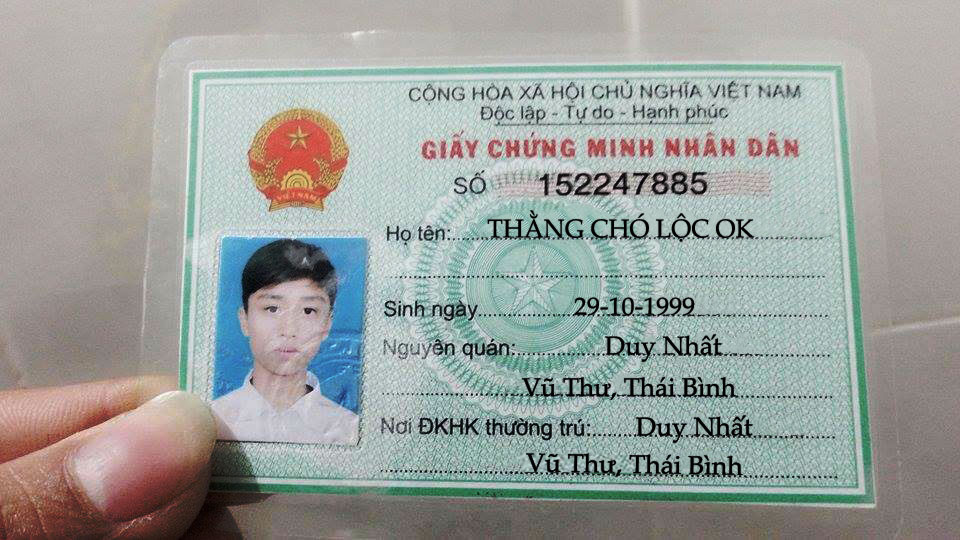 CỘNG HÒA XÃ HỘI CHỦ NGHĨA VIỆT NAM
Độc lập - Tự do - Hạnh phúc
GIẤY CHỨNG MINH NHÂN DÂN
SỐ 152247885
VIỆT NAM
Họ tên: THẰNG CHÓ LỘC OK
Sinh ngày 29-10-1999
Nguyên quán: Duy Nhất
Vũ Thư, Thái Bình
Nơi ĐKHK thường trú: Duy Nhất
Vũ Thư, Thái Bình